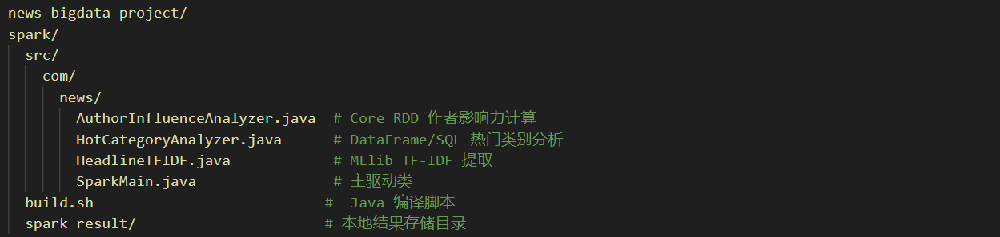 news-bigdata-project/
spark/
src/
com/
news/
AuthorInfluenceAnalyzer.java # Core RDD 作者影响力计算
HotCategoryAnalyzer.java # DataFrame/SQL 热门类别分析
HeadlineTFIDF.java # MLlib TF-IDF 提取
SparkMain.java # 主驱动类
build.sh # Java 编译脚本
spark_result/ # 本地结果存储目录